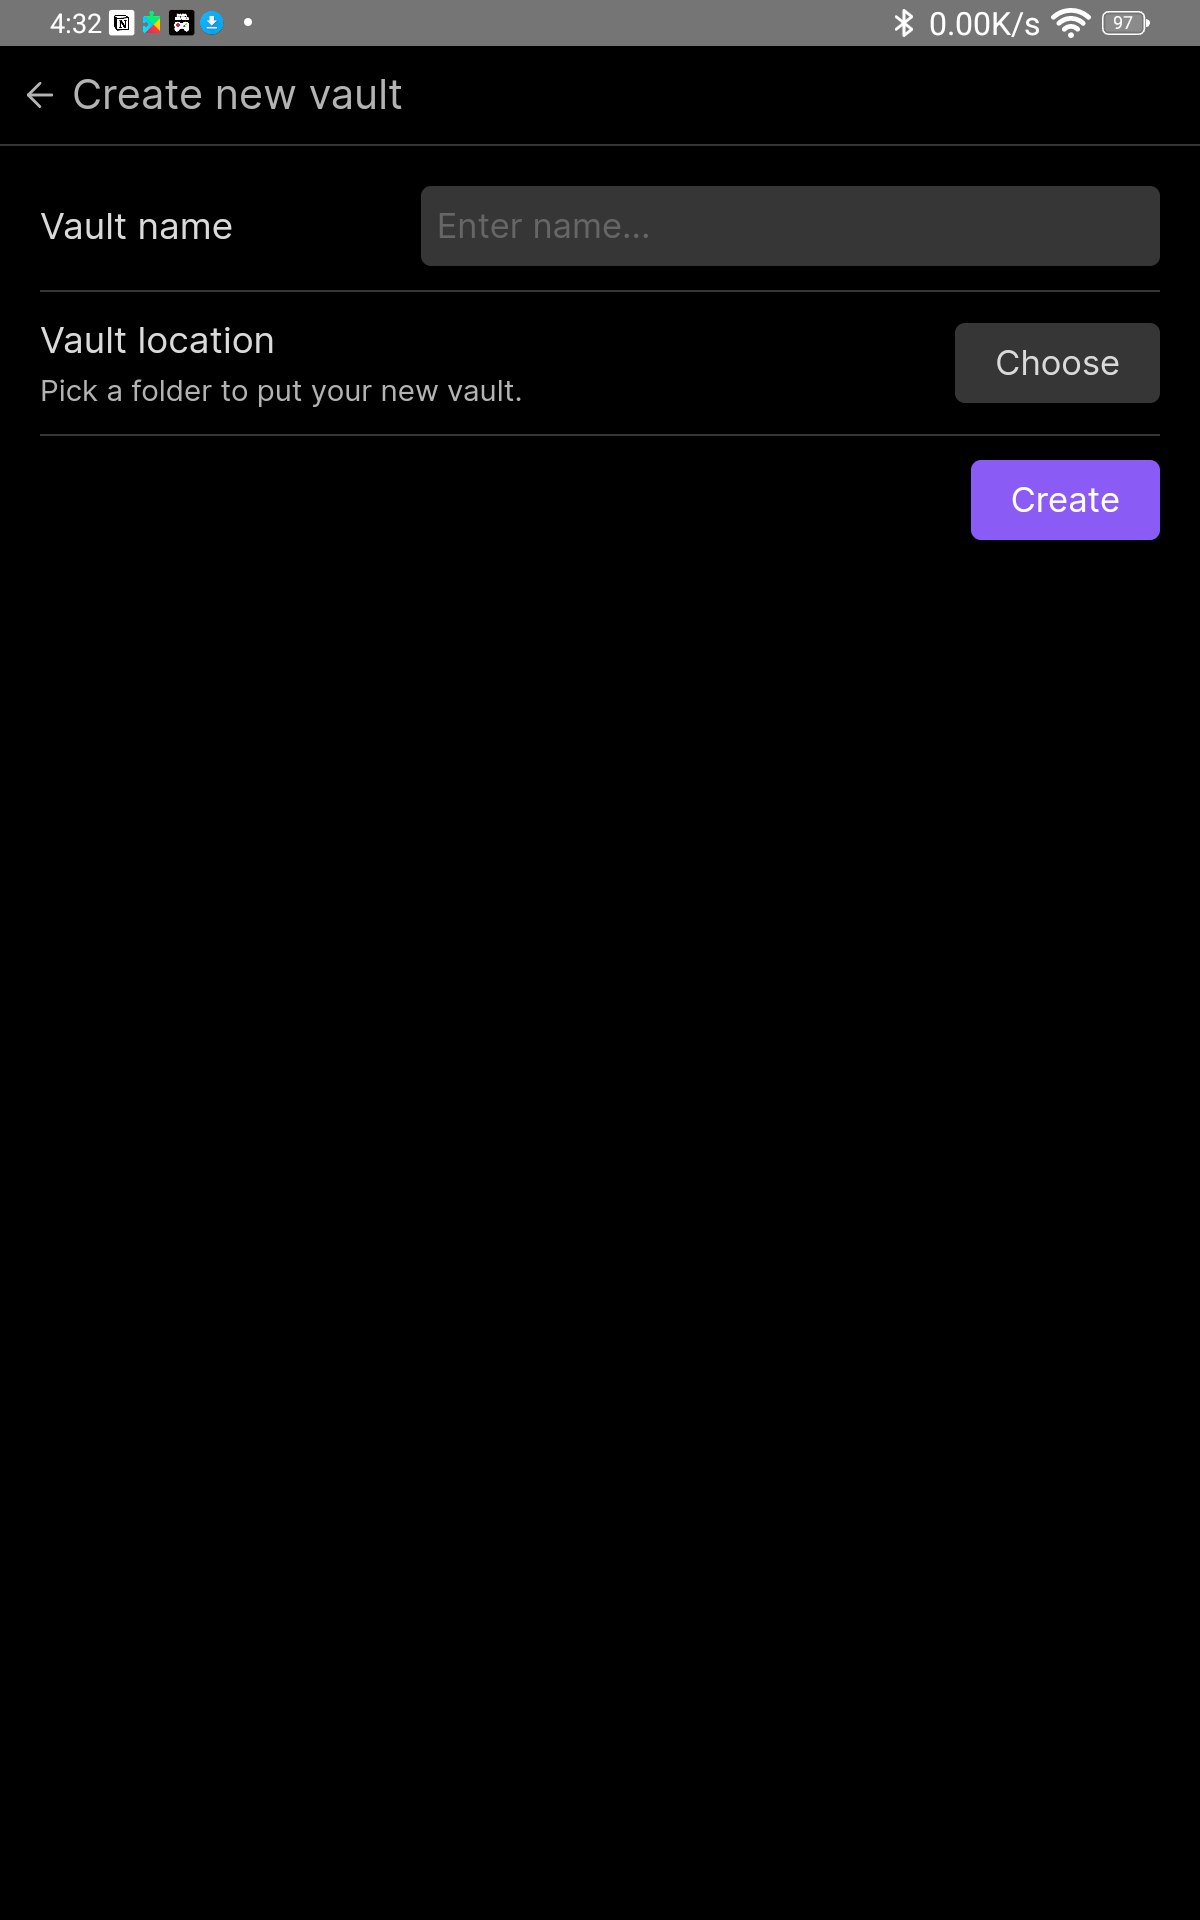 4:32 0.00K/s 97
Create new vault
Vault name Enter name...
Vault location
Pick a folder to put your new vault.
Choose
Create